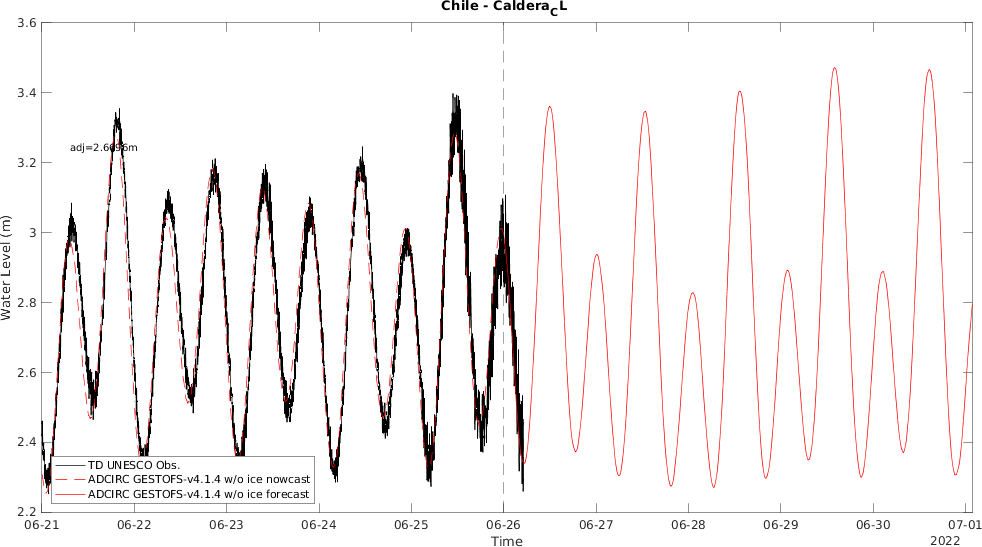 Chile - Caldera_CL
3.6
3.4
3.2
3
2.8
2.6
2.4
2.2
Water Level (m)
adj=2.6696m
TD UNESCO Obs.
ADCIRC GESTOFS-v4.1.4 w/o ice nowcast
ADCIRC GESTOFS-v4.1.4 w/o ice forecast
06-21 06-22 06-23 06-24 06-25 06-26 06-27 06-28 06-29 06-30 07-01
Time
2022